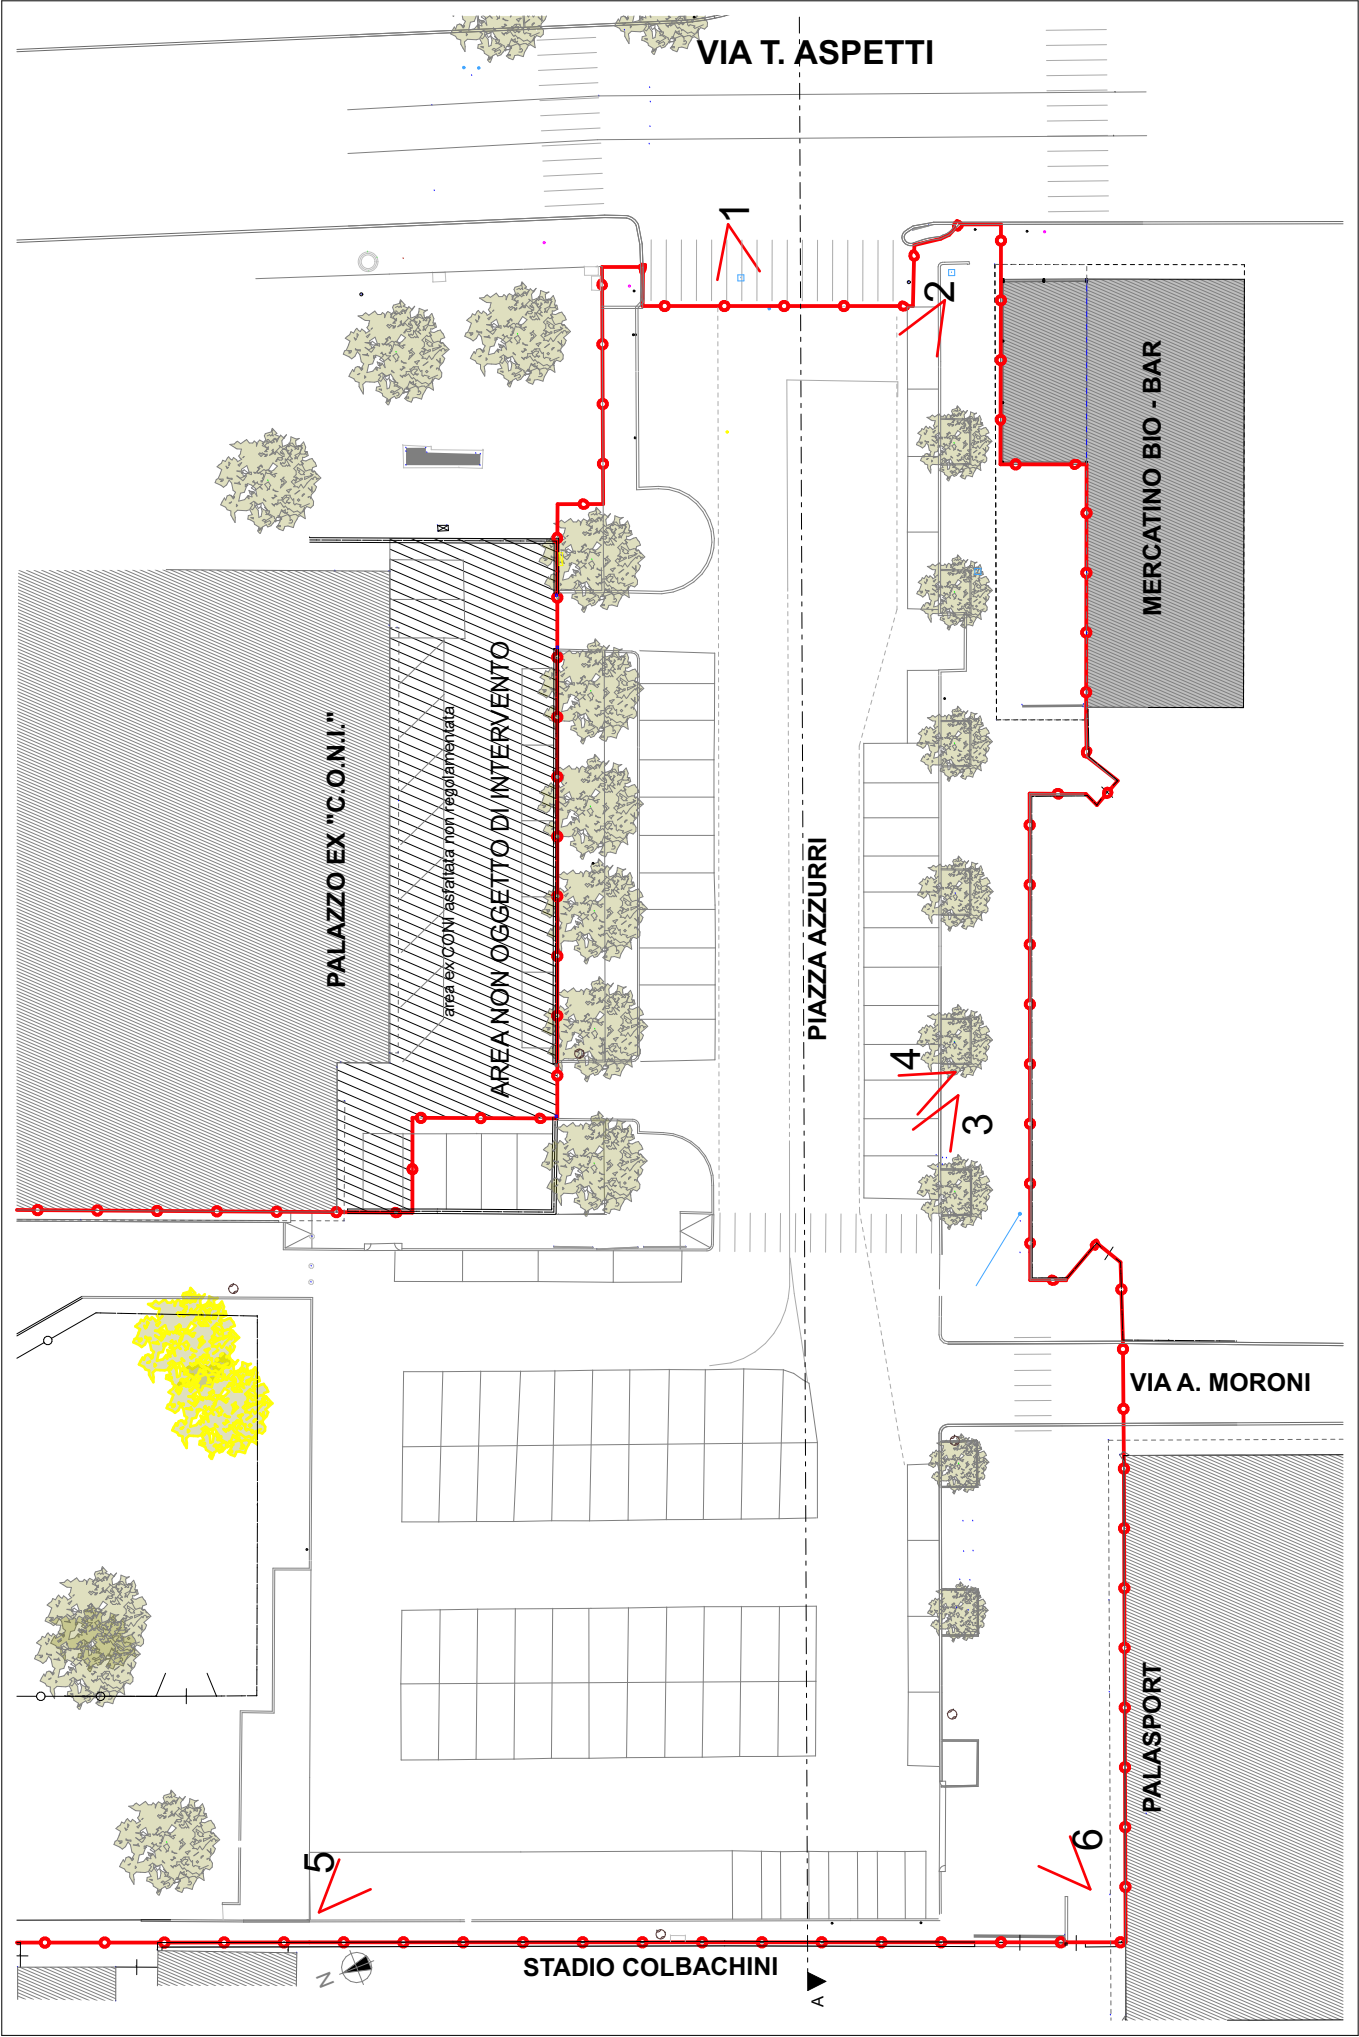 VIA T. ASPETTI
1
2
MERCATINO BIO - BAR
PALAZZO EX "C.O.N.I."
area ex CONI asfaltata non regolamentata
AREA NON OGGETTO DI INTERVENTO
PIAZZA AZZURRI
4
3
VIA A. MORONI
PALASPORT
5
6
N
STADIO COLBACHINI
A